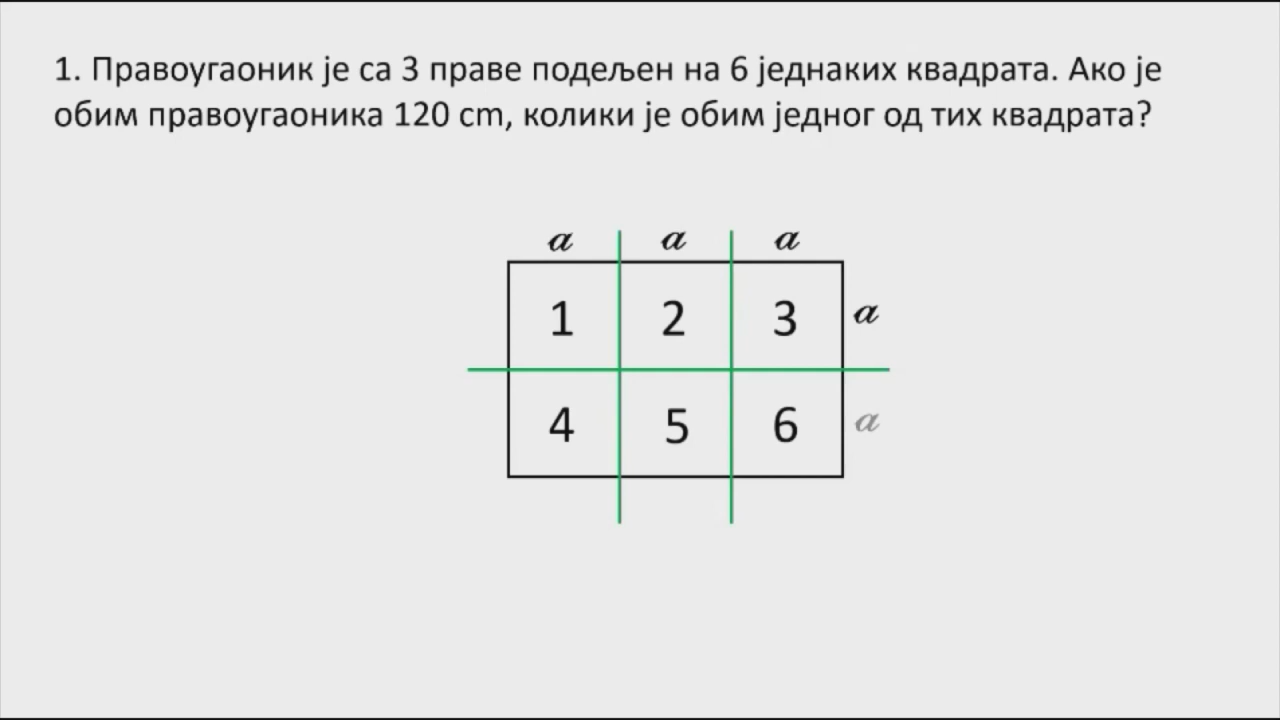 1. Правоугаоник је са 3 праве подељен на 6 једнаких квадрата. Ако је
обим правоугаоника 120 cm, колики је обим једног од тих квадрата?
a a a
1 2 3 a
4 5 6 a